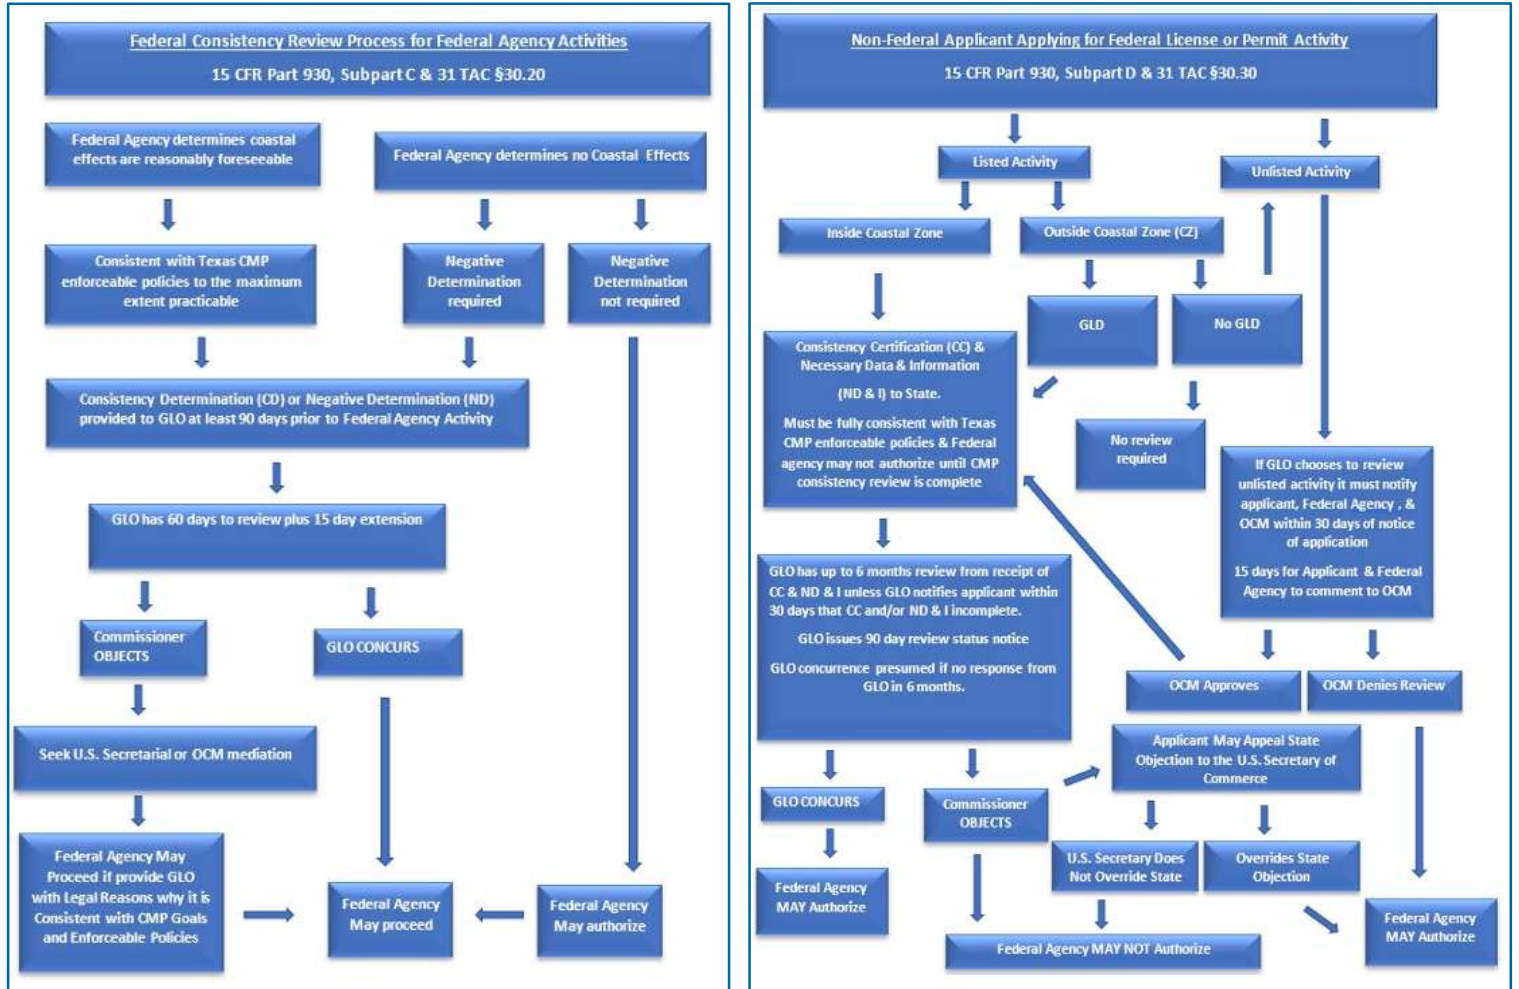 Federal Consistency Review Process for Federal Agency Activities
15 CFR Part 930, Subpart C & 31 TAC §30.20
Federal Agency determines coastal
effects are reasonably foreseeable
Federal Agency determines no Coastal Effects
Consistent with Texas CMP
enforceable policies to the maximum
extent practicable
Negative
Determination
required
Negative
Determination
not required
Consistency Determination (CD) or Negative Determination (ND)
provided to GLO at least 90 days prior to Federal Agency Activity
GLO has 60 days to review plus 15 day extension
Commissioner
OBJECTS
GLO CONCURS
Seek U.S. Secretarial or OCM mediation
Federal Agency May
Proceed if provide GLO
with Legal Reasons why it is
Consistent with CMP Goals
and Enforceable Policies
Federal Agency
May proceed
Federal Agency
May authorize
Non-Federal Applicant Applying for Federal License or Permit Activity
15 CFR Part 930, Subpart D & 31 TAC §30.30
Listed Activity
Unlisted Activity
Inside Coastal Zone
Outside Coastal Zone (CZ)
GLD
No GLD
Consistency Certification (CC) &
Necessary Data & Information
(ND & I) to State.
Must be fully consistent with Texas
CMP enforceable policies & Federal
agency may not authorize until CMP
consistency review is complete
No review
required
If GLO chooses to review
unlisted activity it must notify
applicant, Federal Agency , &
OCM within 30 days of notice
of application
15 days for Applicant & Federal
Agency to comment to OCM
GLO has up to 6 months review from receipt of
CC & ND & I unless GLO notifies applicant within
30 days that CC and/or ND & I incomplete.
GLO issues 90 day review status notice
GLO concurrence presumed if no response from
GLO in 6 months.
OCM Approves
OCM Denies Review
Applicant May Appeal State
Objection to the U.S. Secretary of
Commerce
GLO CONCURS
Commissioner
OBJECTS
U.S. Secretary Does
Not Override State
Overrides State
Objection
Federal Agency
MAY Authorize
Federal Agency MAY NOT Authorize
Federal Agency
MAY Authorize